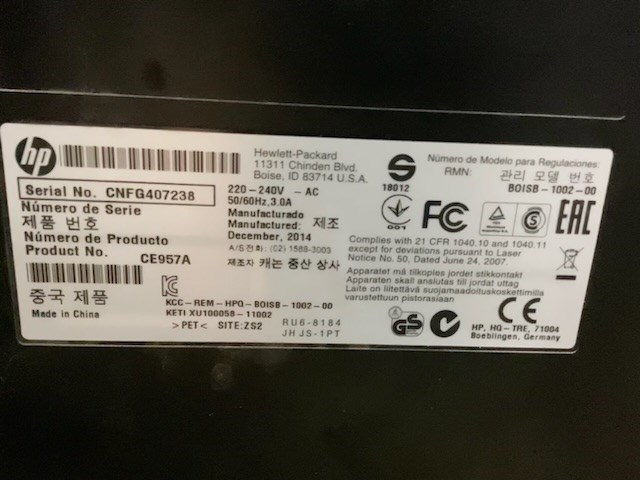 hp
Hewlett-Packard
11311 Chinden Blvd.
Boise, ID 83714 U.S.A.
Serial No. CNFG407238
Número de Serie
제품 번호
Número de Producto
Product No. CE957A
중국 제품
Made in China
220-240V ~ AC
50/60Hz, 3.0A
Manufacturado
Manufactured: 제조
December, 2014
A/S 전화: (02) 1588-3003
제조자 캐논 중산 상사
KCC-REM-HPQ-BOISB-1002-00
KETI XU100058-11002
>PET< SITE:ZS2
RU6-8184
JHJS-1PT
S
18012
Número de Modelo para Regulaciones:
RMN: 관리 모델 번호
BOISB-1002-00
001
FC
EAC
Complies with 21 CFR 1040.10 and 1040.11
except for deviations pursuant to Laser
Notice No. 50, Dated June 24, 2007.
Apparatet må tilkoples jordet stikkontakt
Apparaten skall anslutas till jordat uttag
Laite on liitettävä suojamaadoituskoskettimilla
varustettuun pistorasiaan
GS
N
CE
HP, HQ-TRE, 71004
Boeblingen, Germany